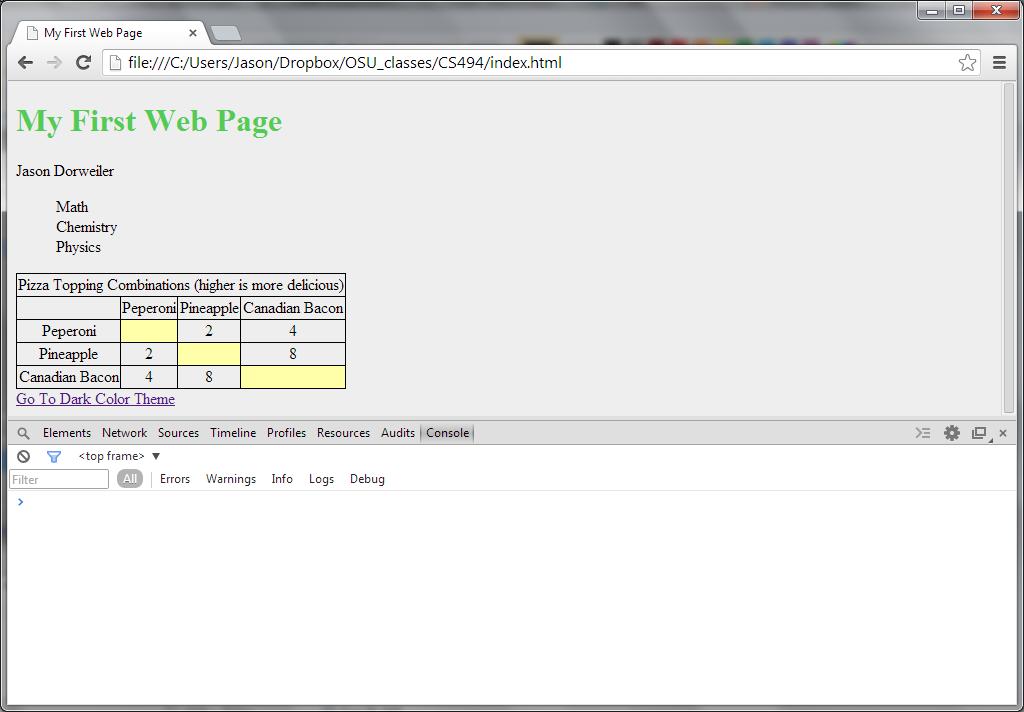 My First Web Page
file:///C:/Users/Jason/Dropbox/OSU_classes/CS494/index.html
My First Web Page
Jason Dorweiler
Math
Chemistry
Physics
Pizza Topping Combinations (higher is more delicious)
Peperoni Pineapple Canadian Bacon
Peperoni 2 4
Pineapple 2 8
Canadian Bacon 4 8
Go To Dark Color Theme
Elements Network Sources Timeline Profiles Resources Audits Console
<top frame>
Filter All Errors Warnings Info Logs Debug